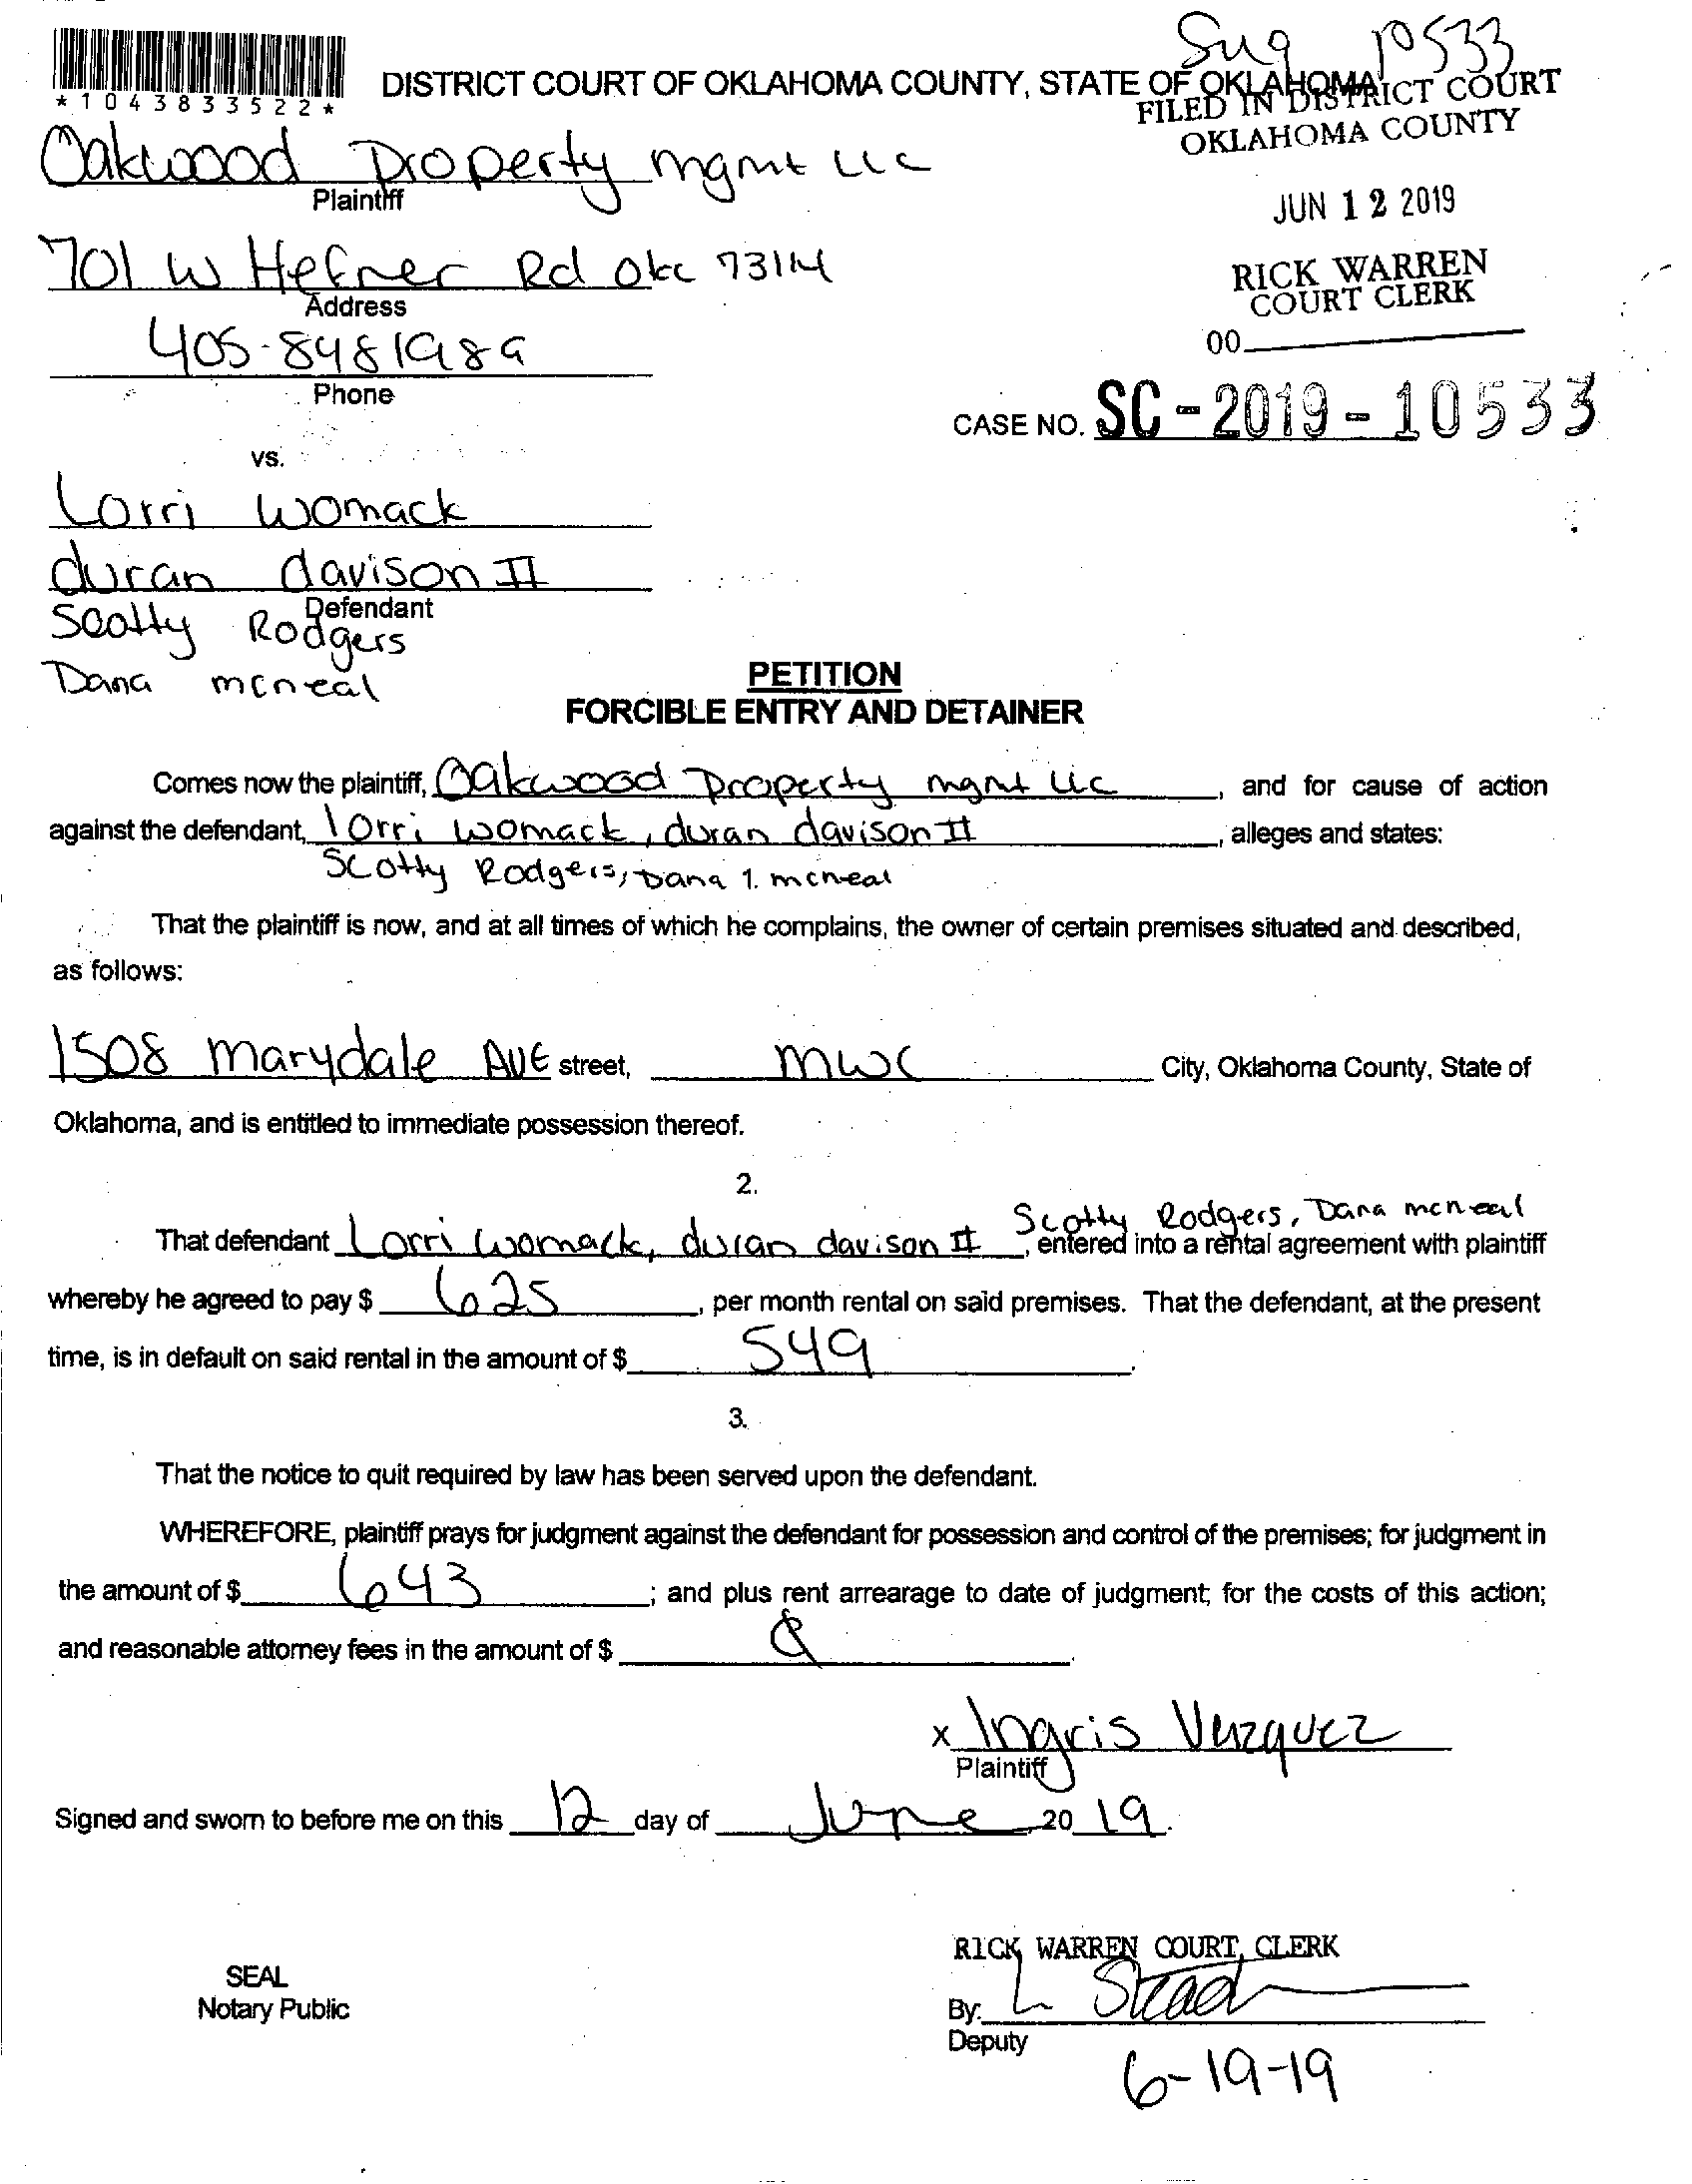 Sug 10533
DISTRICT COURT OF OKLAHOMA COUNTY, STATE OF OKLAHOMA
*1043833522*
FILED IN DISTRICT COURT
OKLAHOMA COUNTY
Oakwood Property mgmt LLC
Plaintiff
JUN 12 2019
701 W Hefner Rd OKC 73114
Address
RICK WARREN
COURT CLERK
405-8481989
Phone
00
CASE NO. SC-2019-10533
vs.
Lorri Womack
duran davison II
Defendant
Scotty Rodgers
Dana mcneal
PETITION
FORCIBLE ENTRY AND DETAINER
Comes now the plaintiff, Oakwood Property mgmt LLC, and for cause of action
against the defendant, lorri womack, duran davison II, alleges and states:
Scotty Rodgers, Dana 1. mcneal
That the plaintiff is now, and at all times of which he complains, the owner of certain premises situated and described,
as follows:
1508 Marydale AVE street, MWC City, Oklahoma County, State of
Oklahoma, and is entitled to immediate possession thereof.
2.
Scotty Rodgers, Dana mcneal
That defendant Lorri womack, duran davison II, entered into a rental agreement with plaintiff
whereby he agreed to pay $ 625, per month rental on said premises. That the defendant, at the present
time, is in default on said rental in the amount of $ 549.
3.
That the notice to quit required by law has been served upon the defendant.
WHEREFORE, plaintiff prays for judgment against the defendant for possession and control of the premises; for judgment in
the amount of $ 643; and plus rent arrearage to date of judgment; for the costs of this action;
and reasonable attorney fees in the amount of $
x Ingris Vazquez
Plaintiff
Signed and sworn to before me on this 12 day of June, 20 19.
RICK WARREN COURT CLERK
SEAL
Notary Public
By:
Deputy
6-19-19